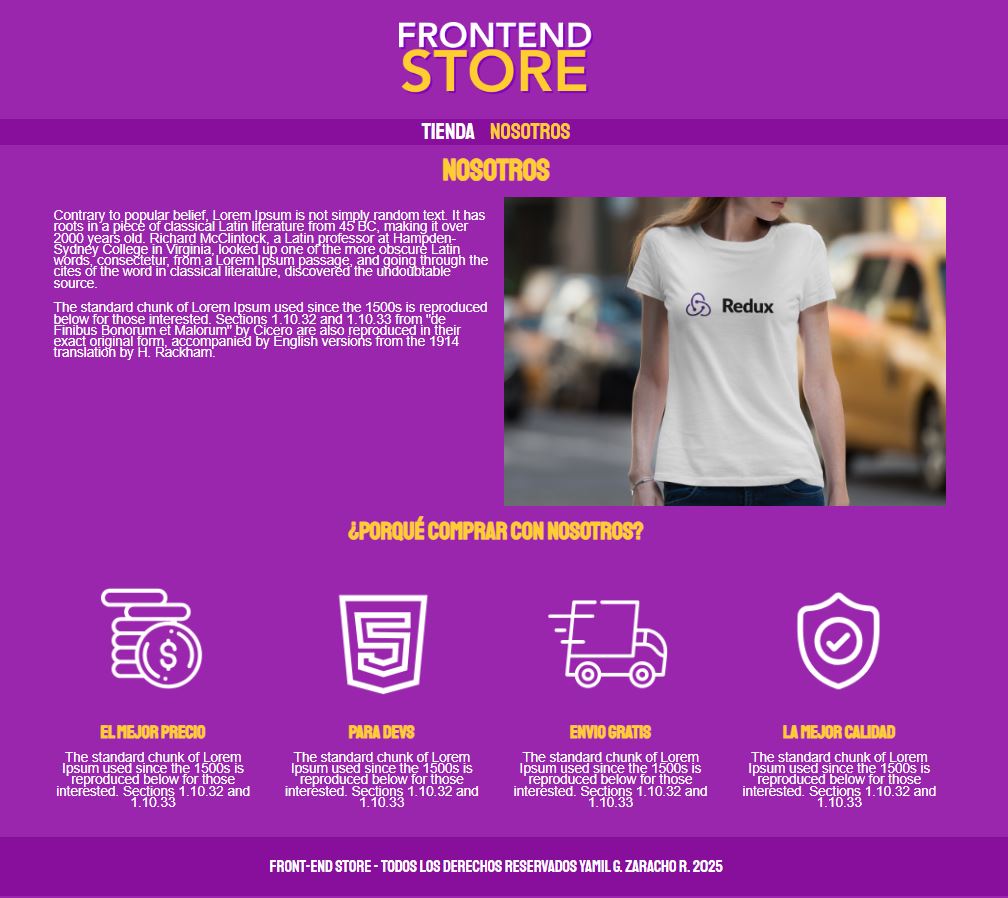 FRONTEND
STORE
TIENDA NOSOTROS
NOSOTROS
Contrary to popular belief, Lorem Ipsum is not simply random text. It has
roots in a piece of classical Latin literature from 45 BC, making it over
2000 years old. Richard McClintock, a Latin professor at Hampden-
Sydney College in Virginia, looked up one of the more obscure Latin
words, consectetur, from a Lorem Ipsum passage, and going through the
cites of the word in classical literature, discovered the undoubtable
source.
The standard chunk of Lorem Ipsum used since the 1500s is reproduced
below for those interested. Sections 1.10.32 and 1.10.33 from "de
Finibus Bonorum et Malorum" by Cicero are also reproduced in their
exact original form, accompanied by English versions from the 1914
translation by H. Rackham.
Redux
¿PORQUÉ COMPRAR CON NOSOTROS?
EL MEJOR PRECIO
The standard chunk of Lorem
Ipsum used since the 1500s is
reproduced below for those
interested. Sections 1.10.32 and
1.10.33
PARA DEVS
The standard chunk of Lorem
Ipsum used since the 1500s is
reproduced below for those
interested. Sections 1.10.32 and
1.10.33
ENVIO GRATIS
The standard chunk of Lorem
Ipsum used since the 1500s is
reproduced below for those
interested. Sections 1.10.32 and
1.10.33
LA MEJOR CALIDAD
The standard chunk of Lorem
Ipsum used since the 1500s is
reproduced below for those
interested. Sections 1.10.32 and
1.10.33
FRONT-END STORE - TODOS LOS DERECHOS RESERVADOS YAMIL G. ZARACHO R. 2025